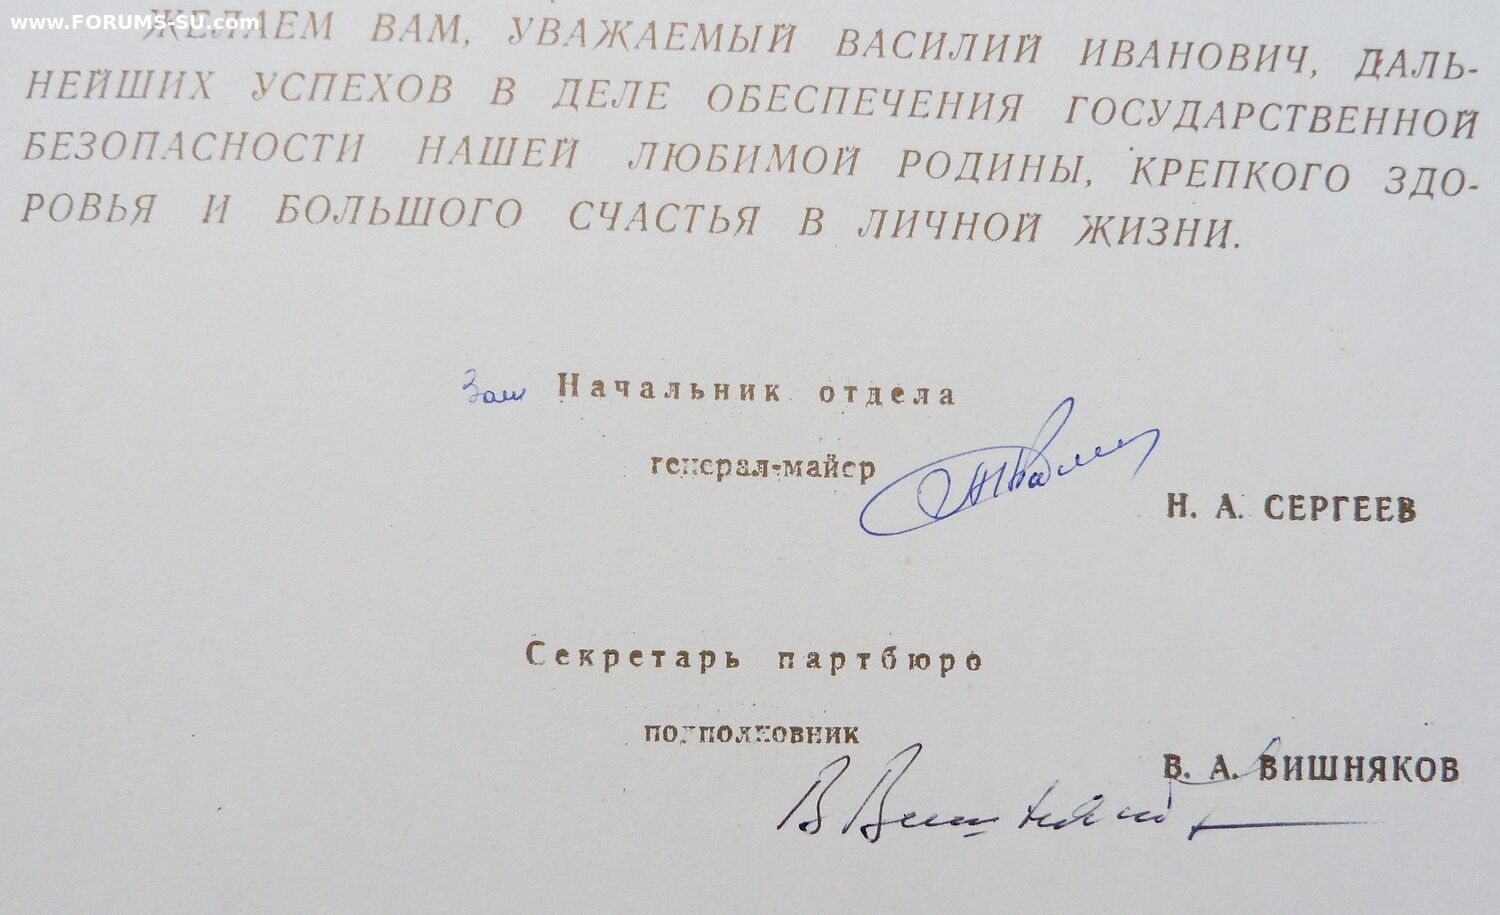 www.FORUMS-SU.com
ЖЕЛАЕМ ВАМ, УВАЖАЕМЫЙ ВАСИЛИЙ ИВАНОВИЧ, ДАЛЬ-
НЕЙШИХ УСПЕХОВ В ДЕЛЕ ОБЕСПЕЧЕНИЯ ГОСУДАРСТВЕННОЙ
БЕЗОПАСНОСТИ НАШЕЙ ЛЮБИМОЙ РОДИНЫ, КРЕПКОГО ЗДО-
РОВЬЯ И БОЛЬШОГО СЧАСТЬЯ В ЛИЧНОЙ ЖИЗНИ.
Зам Начальник отдела
генерал-майор
Н. А. СЕРГЕЕВ
Секретарь партбюро
подполковник
В. А. ВИШНЯКОВ